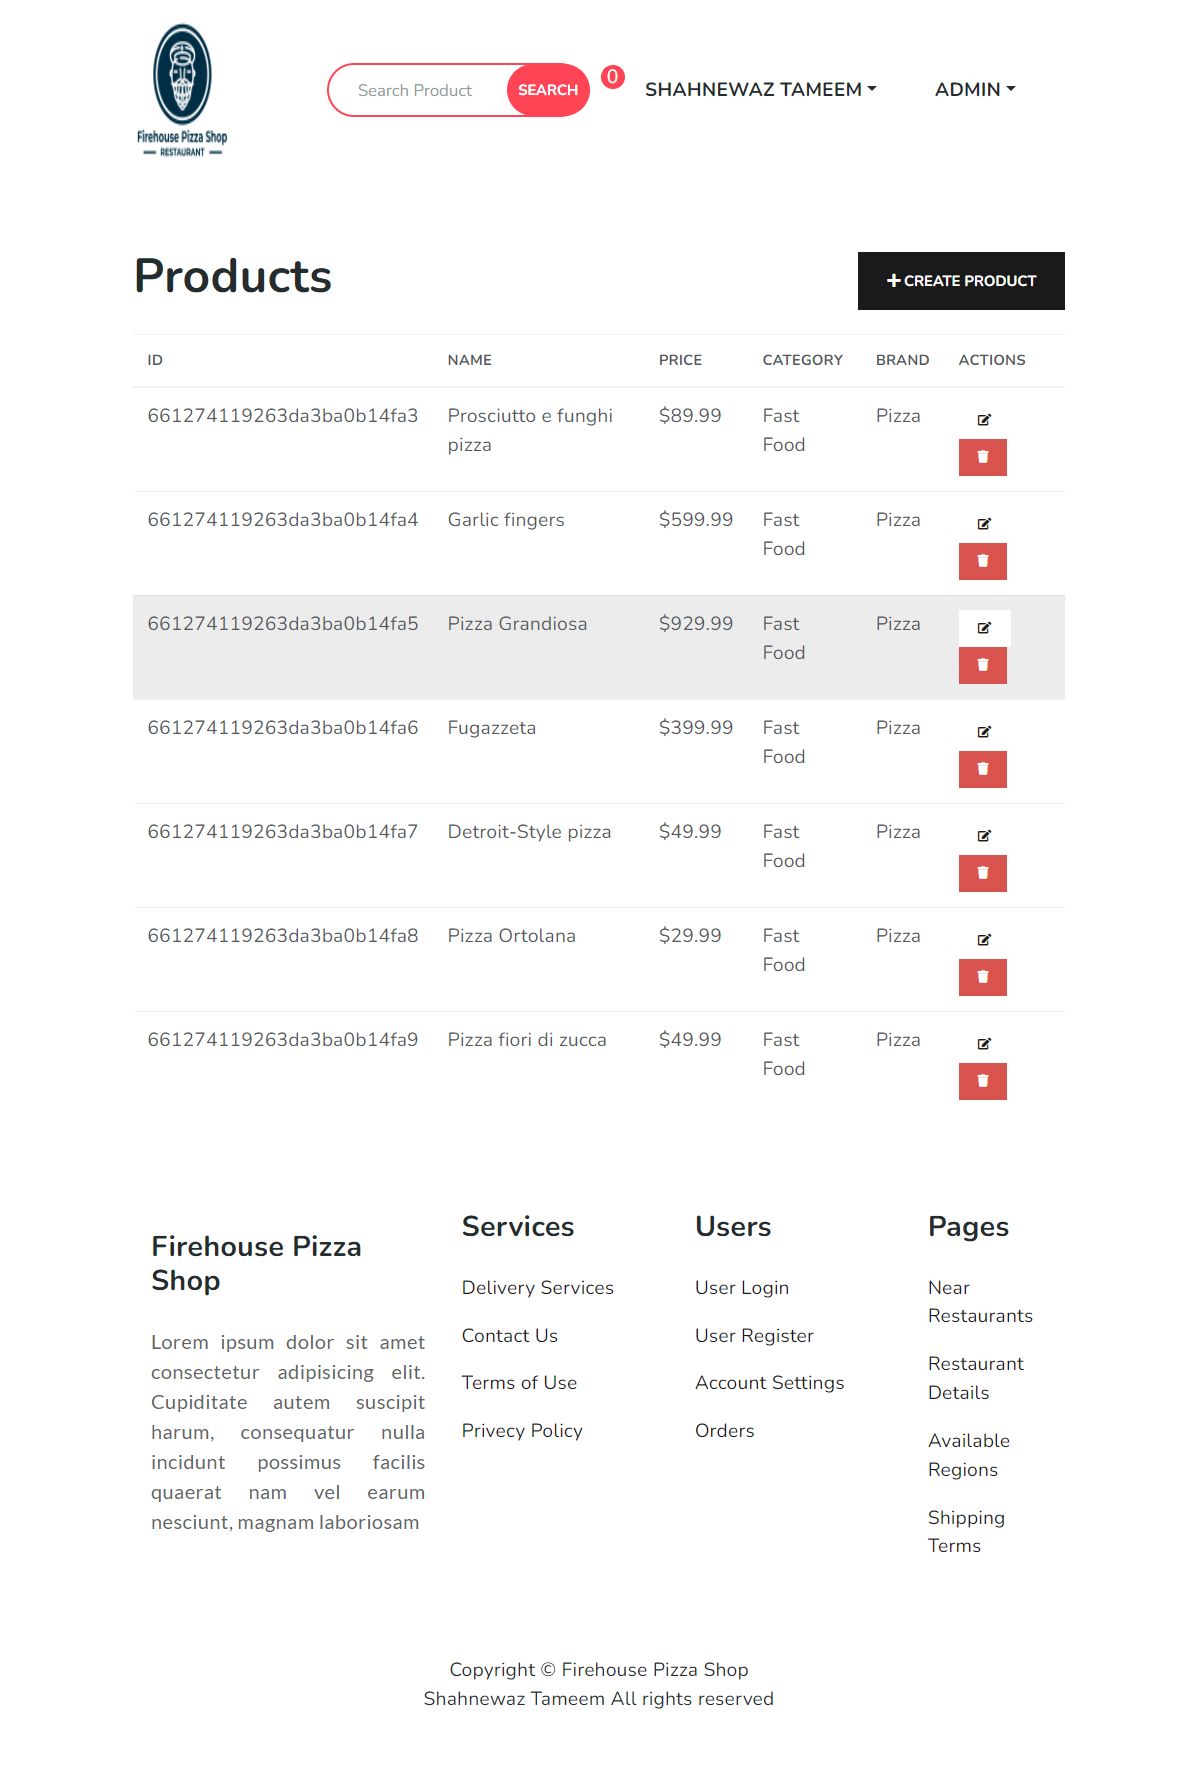 Firehouse Pizza Shop
RESTAURANT
Search Product
SEARCH
0
SHAHNEWAZ TAMEEM
ADMIN
Products
CREATE PRODUCT
ID NAME PRICE CATEGORY BRAND ACTIONS
661274119263da3ba0b14fa3 Prosciutto e funghi $89.99 Fast Pizza
pizza Food
661274119263da3ba0b14fa4 Garlic fingers $599.99 Fast Pizza
Food
661274119263da3ba0b14fa5 Pizza Grandiosa $929.99 Fast Pizza
Food
661274119263da3ba0b14fa6 Fugazzeta $399.99 Fast Pizza
Food
661274119263da3ba0b14fa7 Detroit-Style pizza $49.99 Fast Pizza
Food
661274119263da3ba0b14fa8 Pizza Ortolana $29.99 Fast Pizza
Food
661274119263da3ba0b14fa9 Pizza fiori di zucca $49.99 Fast Pizza
Food
Firehouse Pizza
Shop
Lorem ipsum dolor sit amet
consectetur adipisicing elit.
Cupiditate autem suscipit
harum, consequatur nulla
incidunt possimus facilis
quaerat nam vel earum
nesciunt, magnam laboriosam
Services
Delivery Services
Contact Us
Terms of Use
Privecy Policy
Users
User Login
User Register
Account Settings
Orders
Pages
Near
Restaurants
Restaurant
Details
Available
Regions
Shipping
Terms
Copyright © Firehouse Pizza Shop
Shahnewaz Tameem All rights reserved